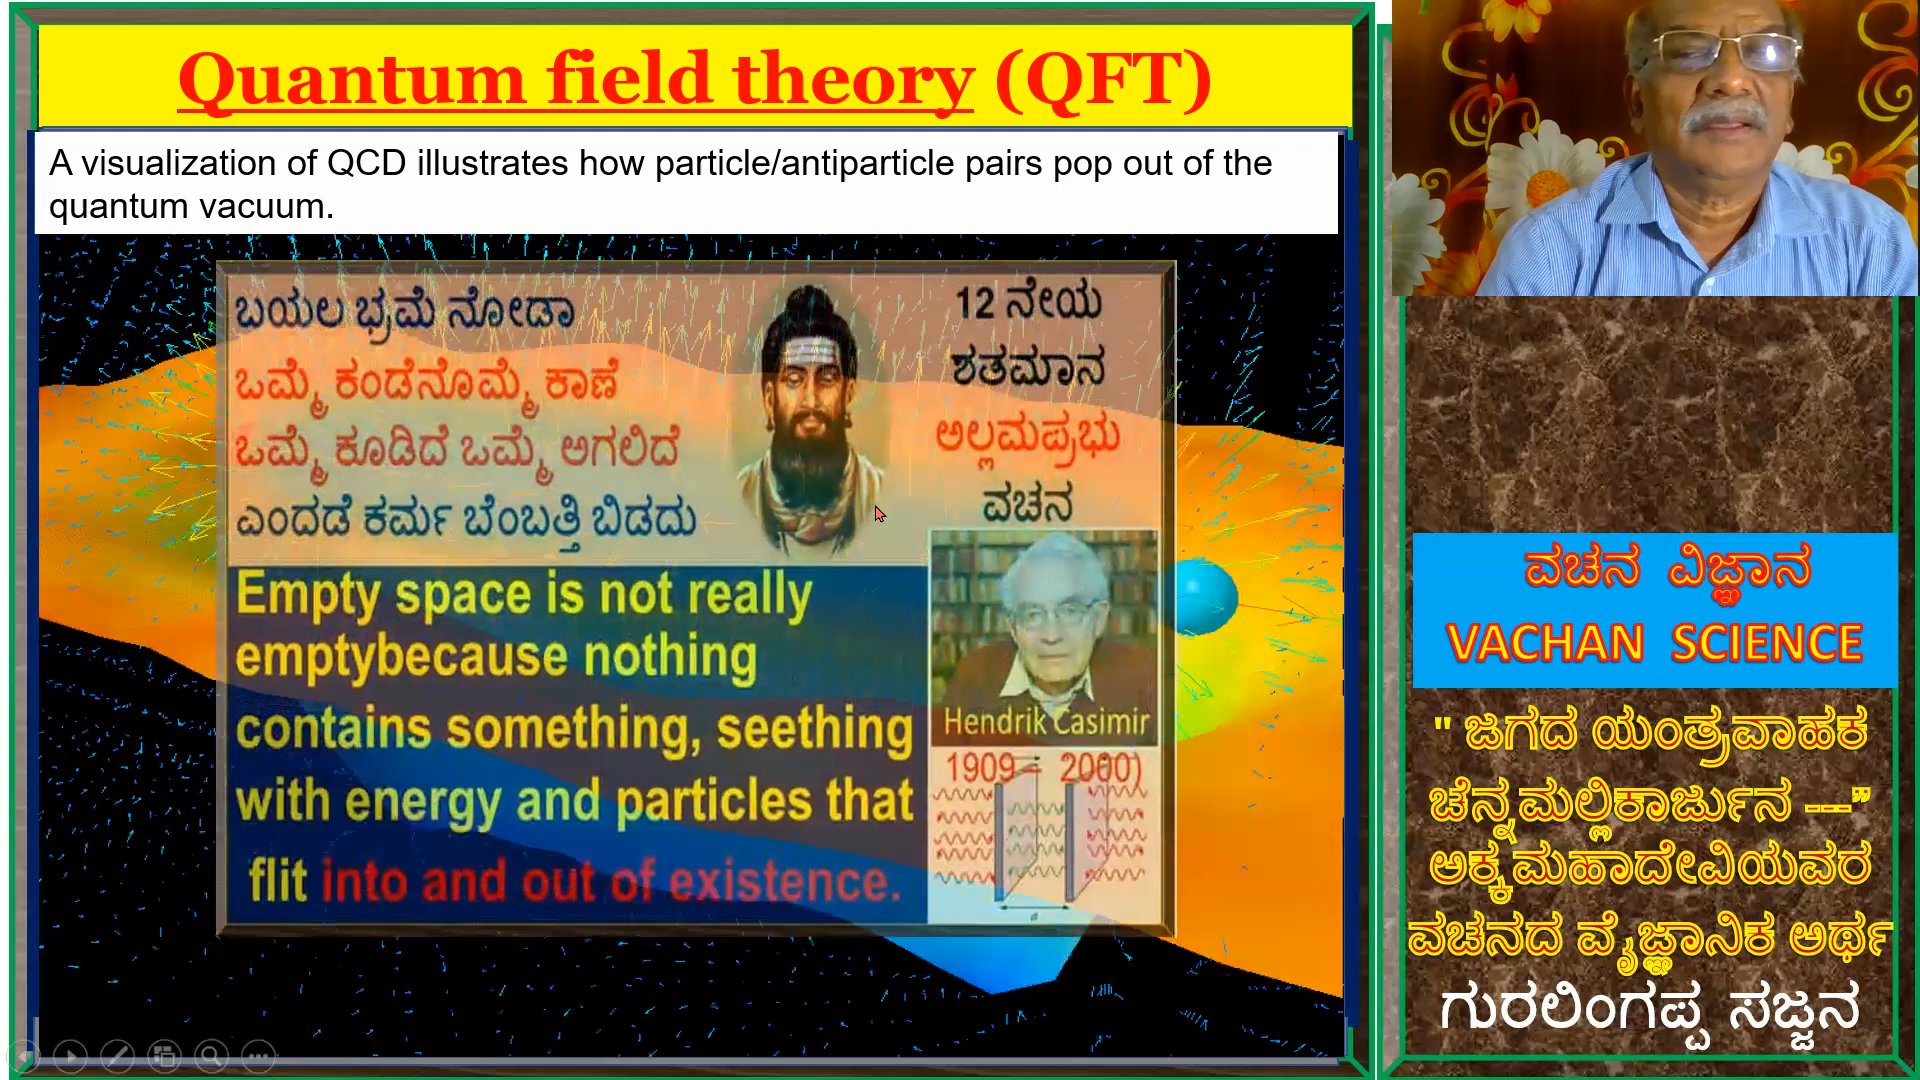 Quantum field theory (QFT)
A visualization of QCD illustrates how particle/antiparticle pairs pop out of the
quantum vacuum.
ಬಯಲ ಭ್ರಮೆ ನೋಡಾ
ಒಮ್ಮೆ ಕಂಡೆನೊಮ್ಮೆ ಕಾಣೆ
ಒಮ್ಮೆ ಕೂಡಿದೆ ಒಮ್ಮೆ ಅಗಲಿದೆ
ಎಂದಡೆ ಕರ್ಮ ಬೆಂಬತ್ತಿ ಬಿಡದು
12 ನೇಯ
ಶತಮಾನ
ಅಲ್ಲಮಪ್ರಭು
ವಚನ
Empty space is not really
emptybecause nothing
contains something, seething
with energy and particles that
flit into and out of existence.
Hendrik Casimir
1909 – 2000)
d
ವಚನ ವಿಜ್ಞಾನ
VACHAN SCIENCE
" ಜಗದ ಯಂತ್ರವಾಹಕ
ಚೆನ್ನಮಲ್ಲಿಕಾರ್ಜುನ ---”
ಅಕ್ಕಮಹಾದೇವಿಯವರ
ವಚನದ ವೈಜ್ಞಾನಿಕ ಅರ್ಥ
ಗುರಲಿಂಗಪ್ಪ ಸಜ್ಜನ